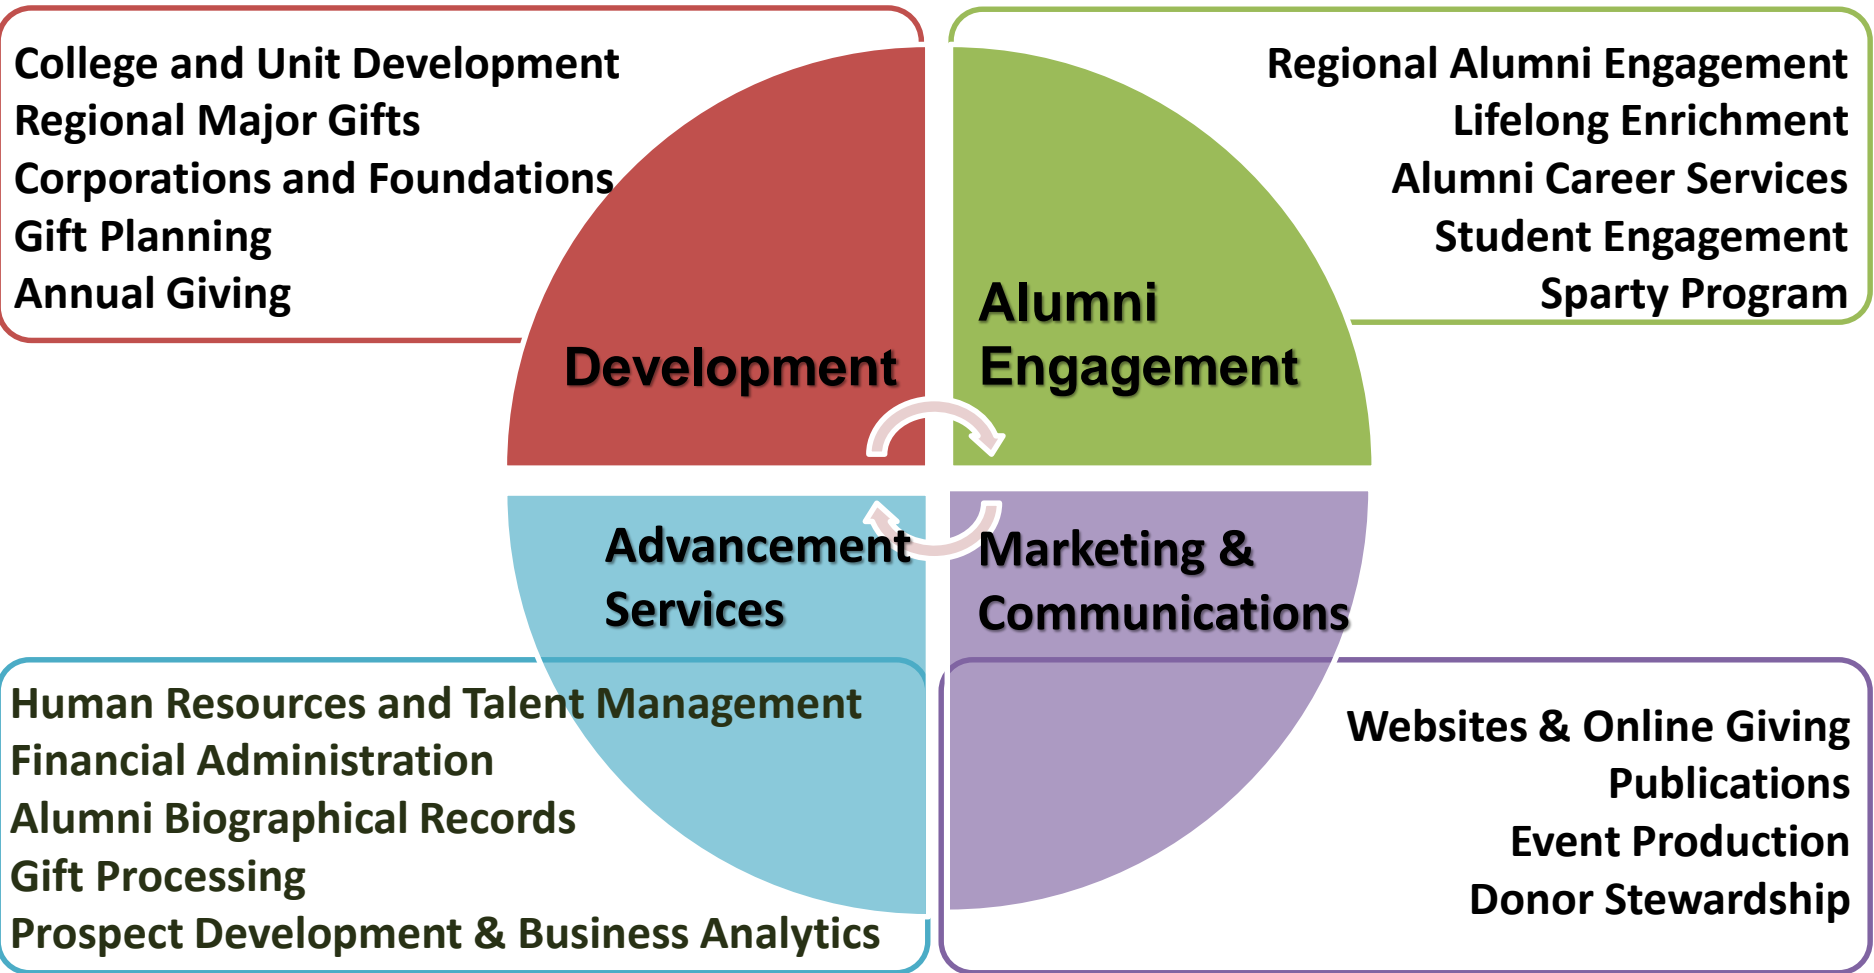 College and Unit Development
Regional Major Gifts
Corporations and Foundations
Gift Planning
Annual Giving
Regional Alumni Engagement
Lifelong Enrichment
Alumni Career Services
Student Engagement
Sparty Program
Development
Alumni
Engagement
Advancement
Services
Marketing &
Communications
Human Resources and Talent Management
Financial Administration
Alumni Biographical Records
Gift Processing
Prospect Development & Business Analytics
Websites & Online Giving
Publications
Event Production
Donor Stewardship